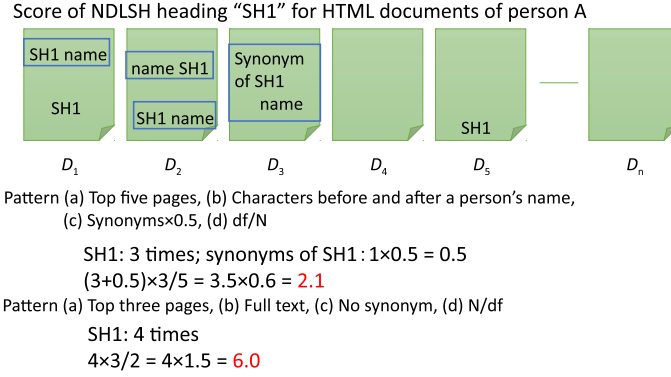 Score of NDLSH heading “SH1” for HTML documents of person A
SH1 name
SH1
name SH1
SH1 name
Synonym
of SH1
name
SH1
D1 D2 D3 D4 D5 Dn
Pattern (a) Top five pages, (b) Characters before and after a person’s name,
(c) Synonyms×0.5, (d) df/N
SH1: 3 times; synonyms of SH1:1×0.5 = 0.5
(3+0.5)×3/5 = 3.5×0.6 = 2.1
Pattern (a) Top three pages, (b) Full text, (c) No synonym, (d) N/df
SH1: 4 times
4×3/2 = 4×1.5 = 6.0